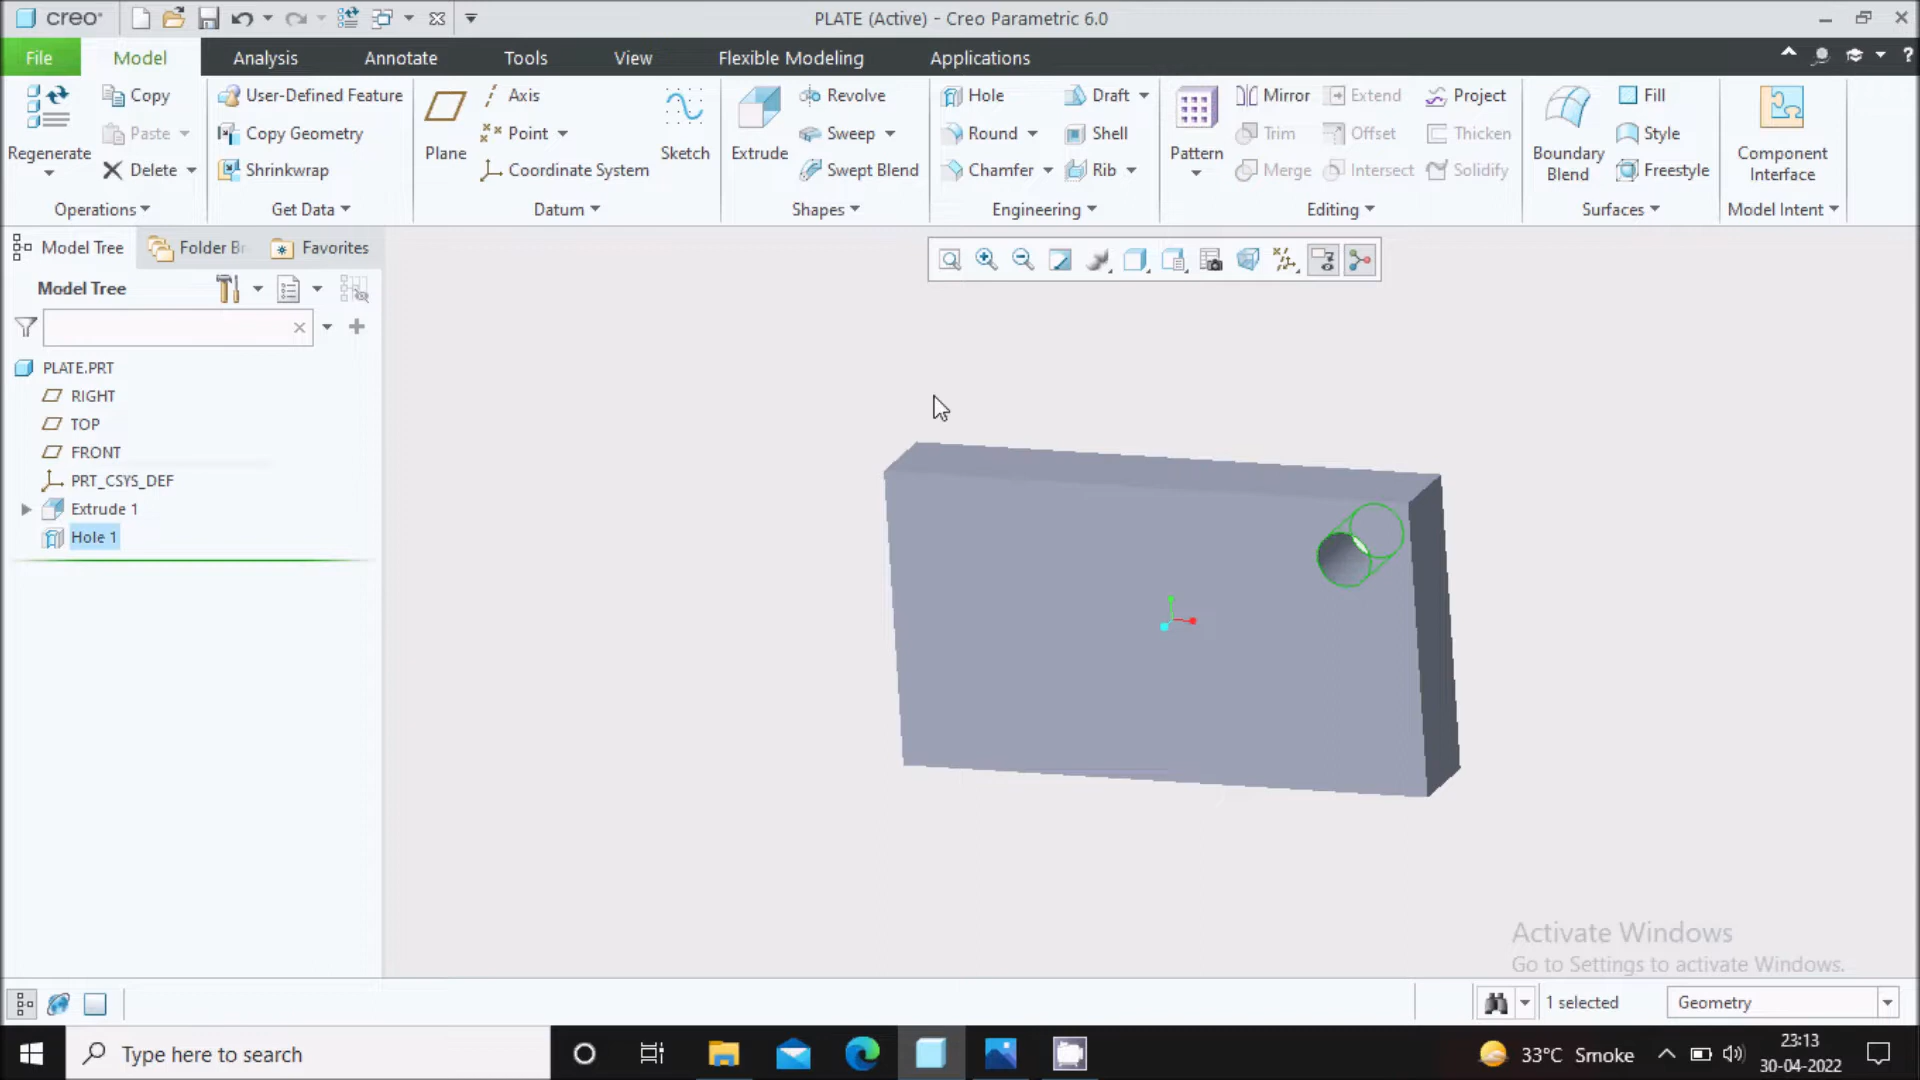 creo
PLATE (Active) - Creo Parametric 6.0
File Model Analysis Annotate Tools View Flexible Modeling Applications
Regenerate
Copy
Paste
Delete
Operations
User-Defined Feature
Copy Geometry
Shrinkwrap
Get Data
Plane
Axis
Point
Coordinate System
Sketch
Datum
Extrude
Revolve
Sweep
Swept Blend
Shapes
Hole
Round
Chamfer
Draft
Shell
Rib
Engineering
Pattern
Mirror
Trim
Merge
Extend
Offset
Intersect
Project
Thicken
Solidify
Editing
Boundary
Blend
Fill
Style
Freestyle
Surfaces
Component
Interface
Model Intent
Model Tree Folder Br Favorites
Model Tree
PLATE.PRT
RIGHT
TOP
FRONT
PRT_CSYS_DEF
Extrude 1
Hole 1
Activate Windows
Go to Settings to activate Windows.
1 selected
Geometry
Type here to search
33°C Smoke
23:13
30-04-2022